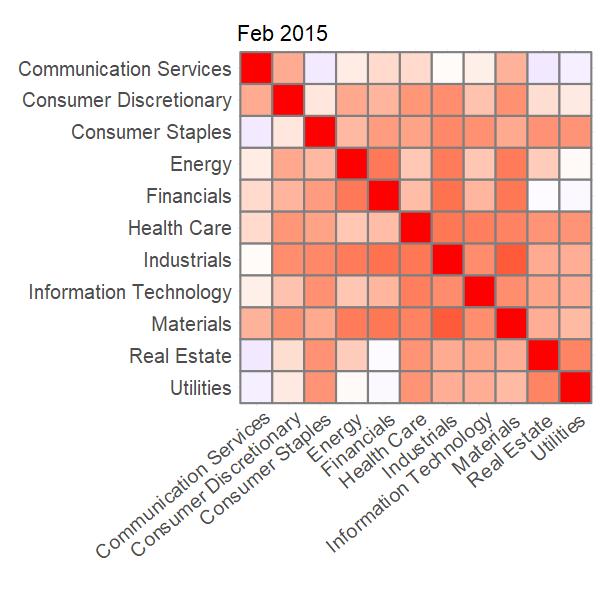 Feb 2015
Communication Services
Consumer Discretionary
Consumer Staples
Energy
Financials
Health Care
Industrials
Information Technology
Materials
Real Estate
Utilities
Communication Services
Consumer Discretionary
Consumer Staples
Energy
Financials
Health Care
Industrials
Information Technology
Materials
Real Estate
Utilities